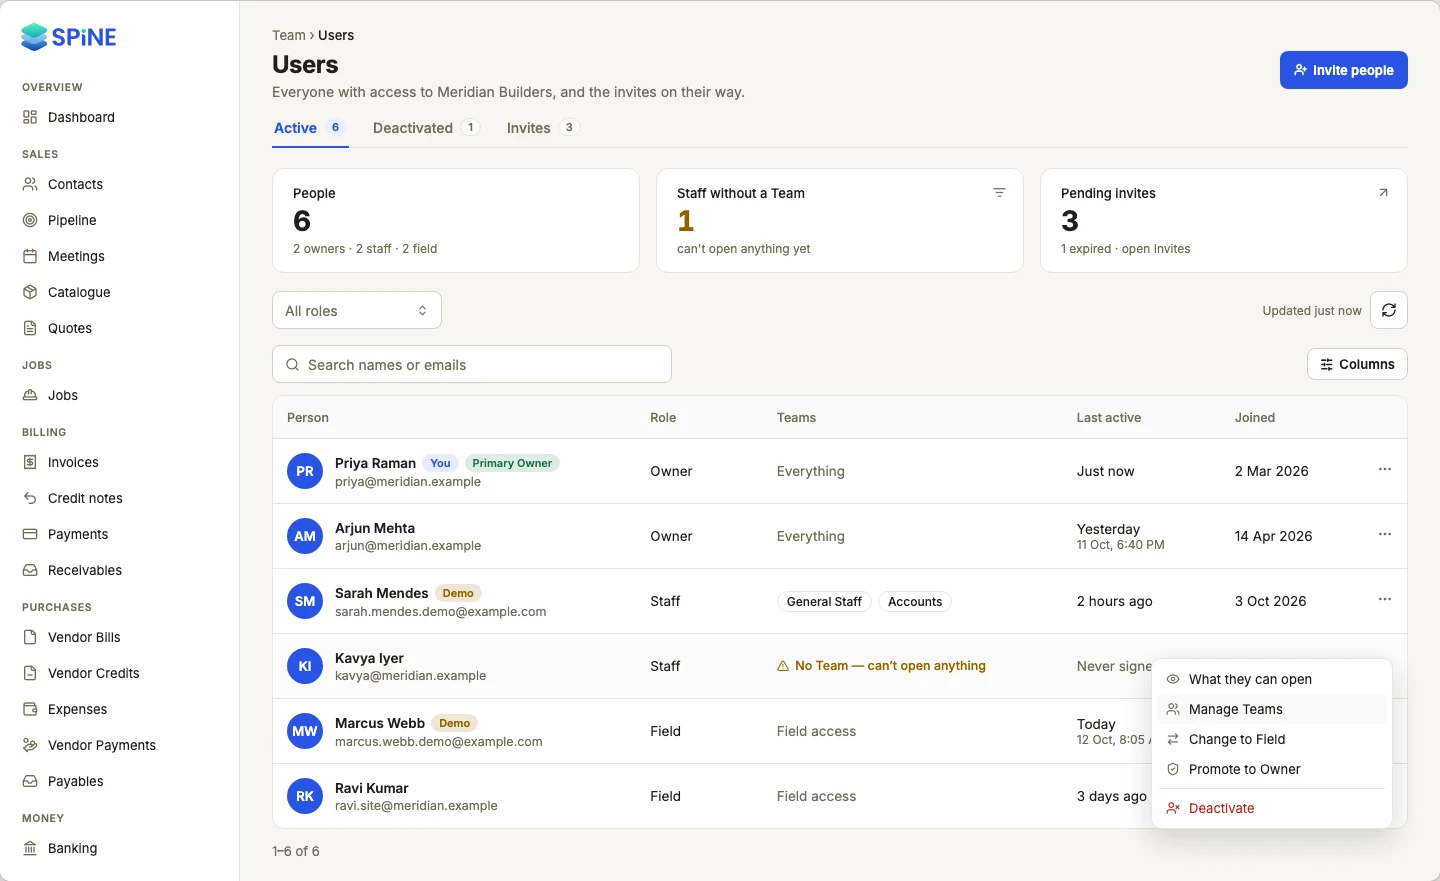 SPiNE
OVERVIEW
Dashboard
SALES
Contacts
Pipeline
Meetings
Catalogue
Quotes
JOBS
Jobs
BILLING
Invoices
Credit notes
Payments
Receivables
PURCHASES
Vendor Bills
Vendor Credits
Expenses
Vendor Payments
Payables
MONEY
Banking
Team › Users
Users
Everyone with access to Meridian Builders, and the invites on their way.
Invite people
Active 6 Deactivated 1 Invites 3
People
6
2 owners · 2 staff · 2 field
Staff without a Team
1
can't open anything yet
Pending invites
3
1 expired · open Invites
All roles
Updated just now
Search names or emails
Columns
Person Role Teams Last active Joined
PR Priya Raman You Primary Owner
priya@meridian.example
Owner Everything Just now 2 Mar 2026
AM Arjun Mehta
arjun@meridian.example
Owner Everything Yesterday
11 Oct, 6:40 PM
14 Apr 2026
SM Sarah Mendes Demo
sarah.mendes.demo@example.com
Staff General Staff Accounts 2 hours ago 3 Oct 2026
KI Kavya Iyer
kavya@meridian.example
Staff No Team — can’t open anything Never signe
MW Marcus Webb Demo
marcus.webb.demo@example.com
Field Field access Today
12 Oct, 8:05
RK Ravi Kumar
ravi.site@meridian.example
Field Field access 3 days ago
What they can open
Manage Teams
Change to Field
Promote to Owner
Deactivate
1–6 of 6